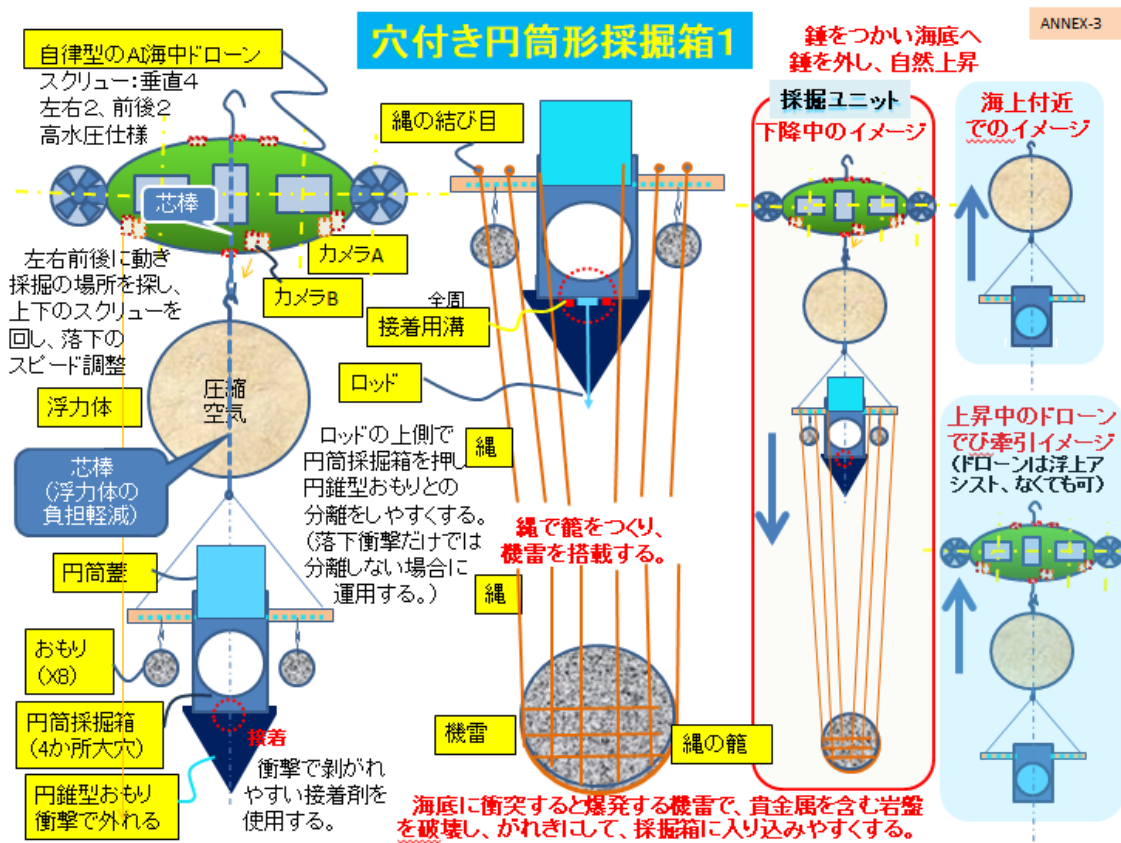 穴付き円筒形採掘箱1
ANNEX-3
自律型のAI海中ドローン
スクリュー:垂直4
左右2、前後2
高水圧仕様
芯棒
カメラA
カメラB
左右前後に動き
採掘の場所を探し、
上下のスクリューを
回し、落下の
スピード調整
浮力体
圧縮
空気
芯棒
(浮力体の
負担軽減)
円筒蓋
おもり
(X8)
円筒採掘箱
(4か所大穴)
円錐型おもり
衝撃で外れる
接着
衝撃で剥がれ
やすい接着剤を
使用する。
縄の結び目
全周
接着用溝
ロッド
ロッドの上側で
円筒採掘箱を押し
円錐型おもりとの
分離をしやすくする。
(落下衝撃だけでは
分離しない場合に
運用する。)
縄
縄で籠をつくり、
機雷を搭載する。
縄
機雷
縄の籠
海底に衝突すると爆発する機雷で、貴金属を含む岩盤
を破壊し、がれきにして、採掘箱に入り込みやすくする。
錘をつかい海底へ
錘を外し、自然上昇
採掘ユニット
下降中のイメージ
海上付近
でのイメージ
上昇中のドローン
でび牽引イメージ
(ドローンは浮上ア
シスト、なくても可)